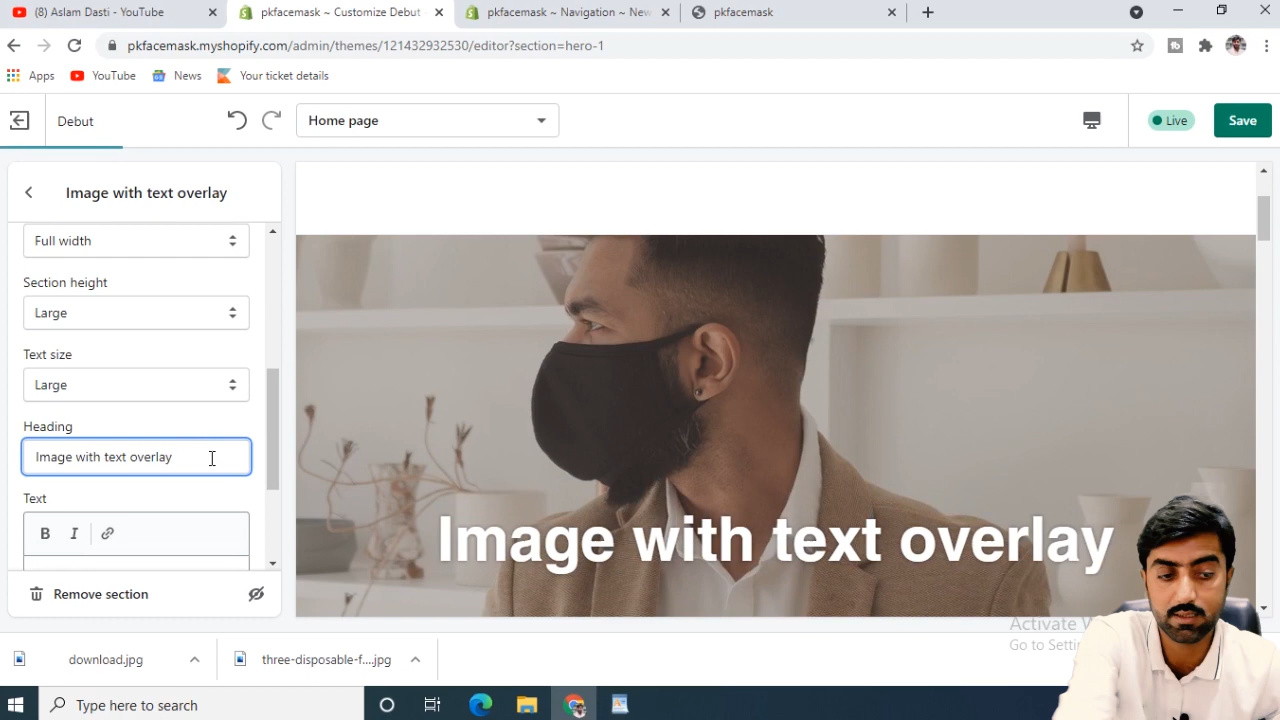 (8) Aslam Dasti - YouTube
pkfacemask ~ Customize Debut
pkfacemask ~ Navigation ~ New
pkfacemask
pkfacemask.myshopify.com/admin/themes/121432932530/editor?section=hero-1
Apps
YouTube
News
Your ticket details
Debut
Home page
Live
Save
Image with text overlay
Full width
Section height
Large
Text size
Large
Heading
Image with text overlay
Text
B I
Remove section
Image with text overlay
Activate
Go to
download.jpg
three-disposable-f....jpg
Type here to search